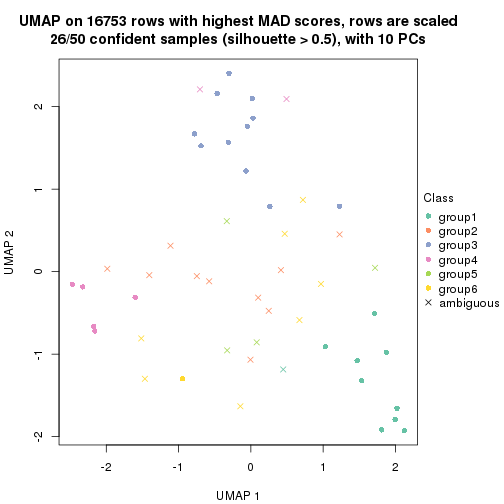 UMAP on 16753 rows with highest MAD scores, rows are scaled
26/50 confident samples (silhouette > 0.5), with 10 PCs
2
1
0
-1
-2
UMAP 2
-2
-1
0
1
2
UMAP 1
Class
group1
group2
group3
group4
group5
group6
ambiguous